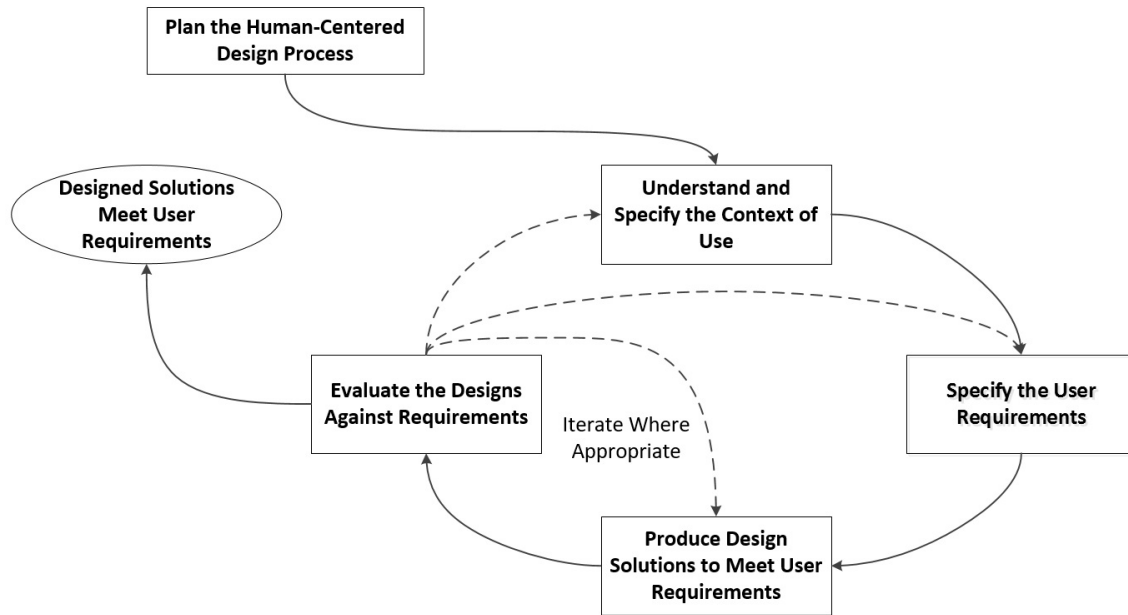 Plan the Human-Centered
Design Process
Understand and
Specify the Context of
Use
Designed Solutions
Meet User
Requirements
Evaluate the Designs
Against Requirements
Specify the User
Requirements
Iterate Where
Appropriate
Produce Design
Solutions to Meet User
Requirements